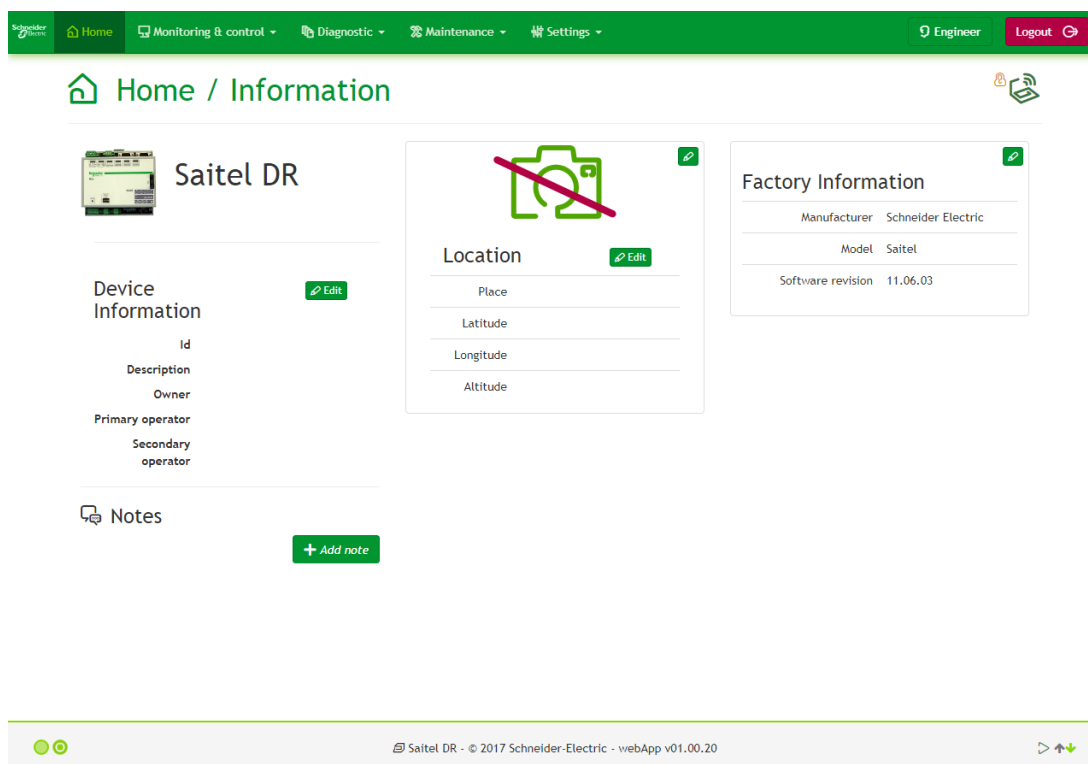 Schneider Electric
Home
Monitoring & control
Diagnostic
Maintenance
Settings
Engineer
Logout
Home / Information
Saitel DR
Device
Information
Edit
Id
Description
Owner
Primary operator
Secondary
operator
Notes
Add note
Location
Edit
Place
Latitude
Longitude
Altitude
Factory Information
Manufacturer Schneider Electric
Model Saitel
Software revision 11.06.03
Saitel DR - © 2017 Schneider-Electric - webApp v01.00.20